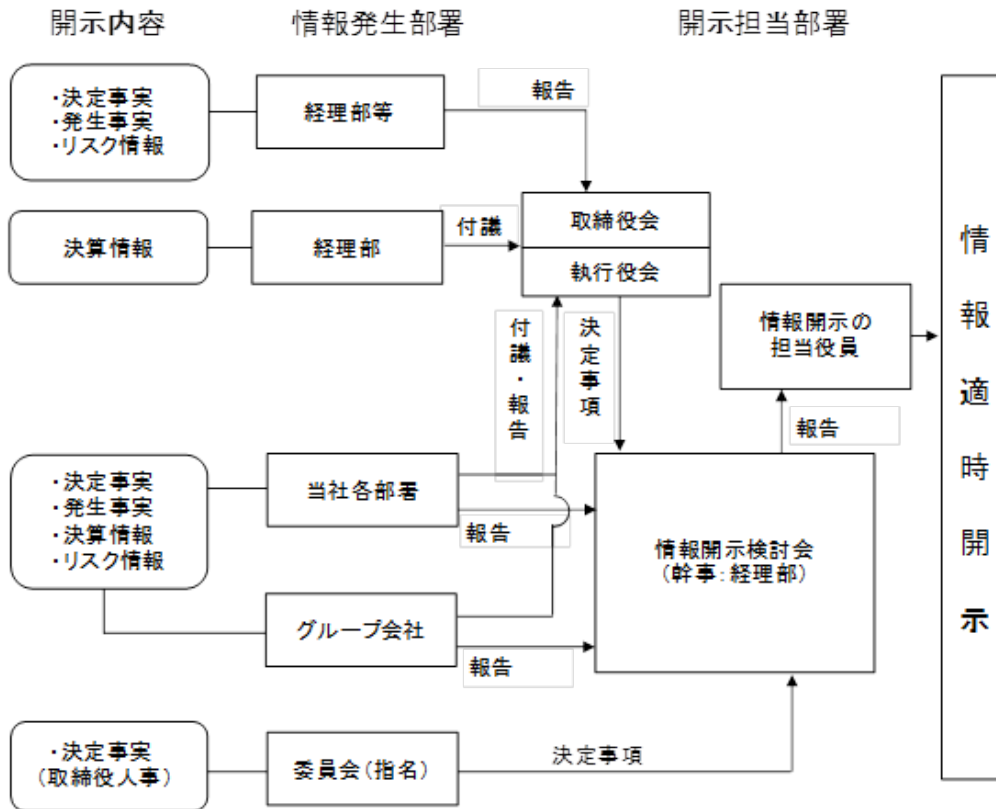 開示内容
情報発生部署
開示担当部署
・決定事実
・発生事実
・リスク情報
経理部等
報告
決算情報
経理部
付議
取締役会
執行役会
付議・報告
決定事項
情報開示の
担当役員
報告
・決定事実
・発生事実
・決算情報
・リスク情報
当社各部署
報告
情報開示検討会
（幹事：経理部）
グループ会社
報告
・決定事実
（取締役人事）
委員会（指名）
決定事項
情報適時開示